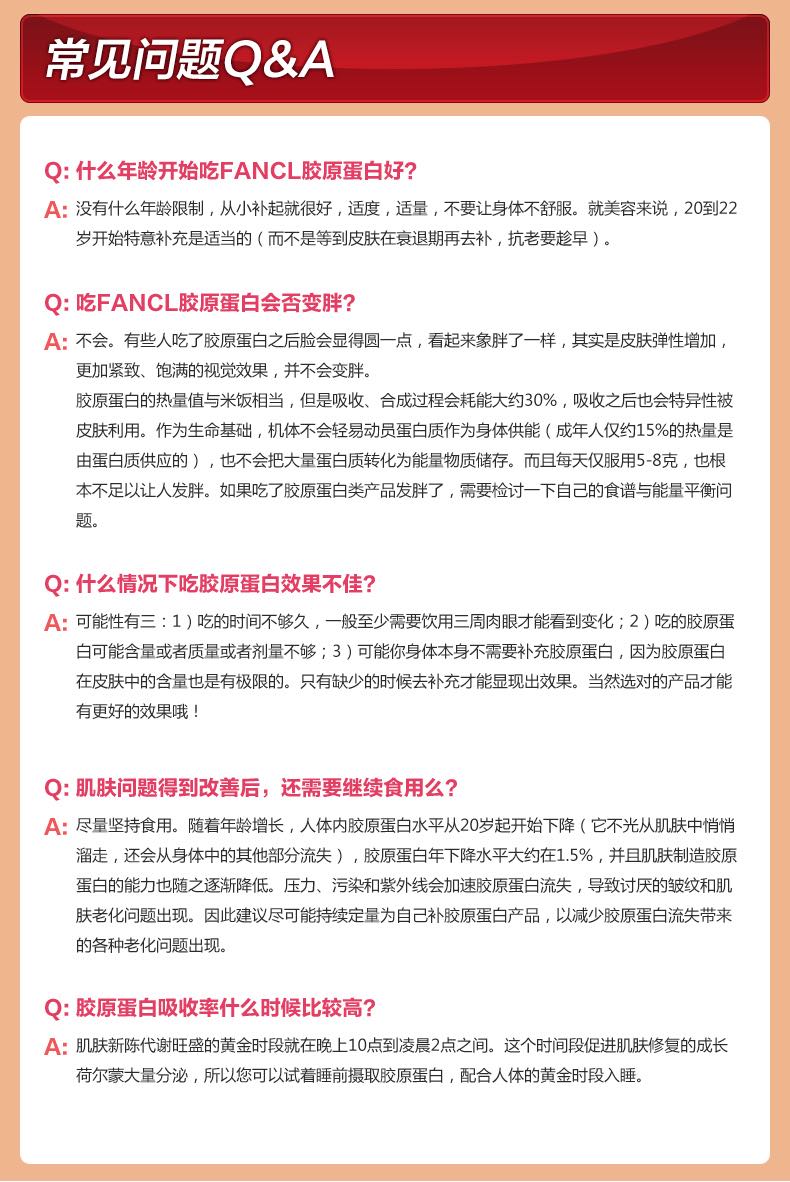 常见问题Q&A
Q: 什么年龄开始吃FANCL胶原蛋白好?
A: 没有什么年龄限制，从小补起就很好，适度，适量，不要让身体不舒服。就美容来说，20到22
岁开始特意补充是适当的（而不是等到皮肤在衰退期再去补，抗老要趁早）。
Q: 吃FANCL胶原蛋白会否变胖?
A: 不会。有些人吃了胶原蛋白之后脸会显得圆一点，看起来象胖了一样，其实是皮肤弹性增加，
更加紧致、饱满的视觉效果，并不会变胖。
胶原蛋白的热量值与米饭相当，但是吸收、合成过程会耗能大约30%，吸收之后也会特异性被
皮肤利用。作为生命基础，机体不会轻易动员蛋白质作为身体供能（成年人仅约15%的热量是
由蛋白质供应的），也不会把大量蛋白质转化为能量物质储存。而且每天仅服用5-8克，也根
本不足以让人发胖。如果吃了胶原蛋白类产品发胖了，需要检讨一下自己的食谱与能量平衡问
题。
Q: 什么情况下吃胶原蛋白效果不佳?
A: 可能性有三：1）吃的时间不够久，一般至少需要饮用三周肉眼才能看到变化；2）吃的胶原蛋
白可能含量或者质量或者剂量不够；3）可能你身体本身不需要补充胶原蛋白，因为胶原蛋白
在皮肤中的含量也是有极限的。只有缺少的时候去补充才能显现出效果。当然选对的产品才能
有更好的效果哦！
Q: 肌肤问题得到改善后，还需要继续食用么?
A: 尽量坚持食用。随着年龄增长，人体内胶原蛋白水平从20岁起开始下降（它不光从肌肤中悄悄
溜走，还会从身体中的其他部分流失），胶原蛋白年下降水平大约在1.5%，并且肌肤制造胶原
蛋白的能力也随之逐渐降低。压力、污染和紫外线会加速胶原蛋白流失，导致讨厌的皱纹和肌
肤老化问题出现。因此建议尽可能持续定量为自己补胶原蛋白产品，以减少胶原蛋白流失带来
的各种老化问题出现。
Q: 胶原蛋白吸收率什么时候比较高?
A: 肌肤新陈代谢旺盛的黄金时段就在晚上10点到凌晨2点之间。这个时间段促进肌肤修复的成长
荷尔蒙大量分泌，所以您可以试着睡前摄取胶原蛋白，配合人体的黄金时段入睡。